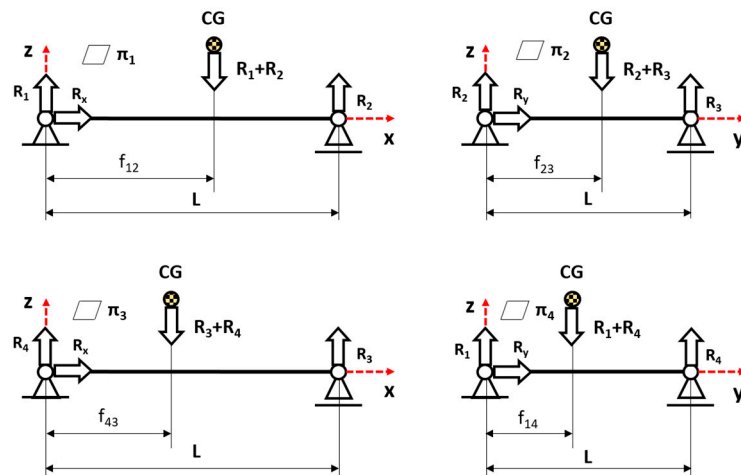 CG
z
π1
R1+R2
R1
Rx
R2
x
f12
L
CG
z
π2
R2+R3
R2
Ry
R3
y
f23
L
CG
z
π3
R3+R4
R4
Rx
R3
x
f43
L
CG
z
π4
R1+R4
R1
Ry
R4
y
f14
L